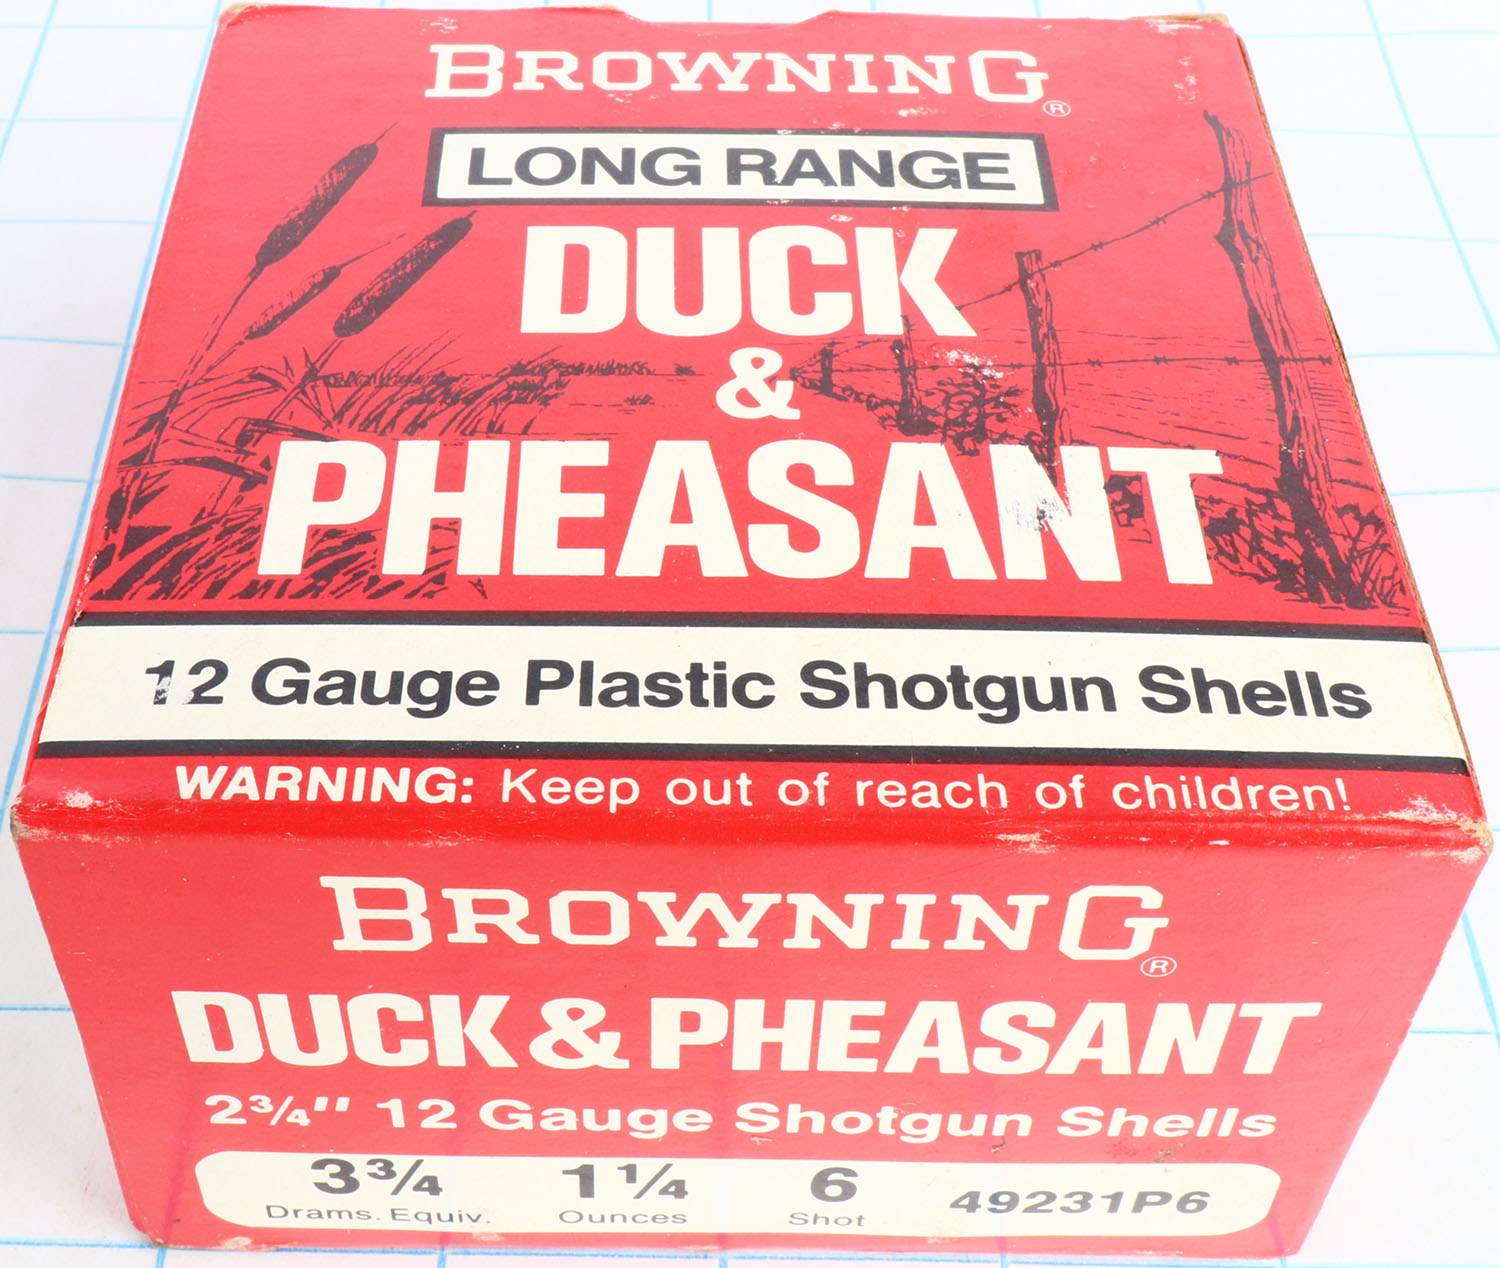 BROWNING®
LONG RANGE
DUCK
&
PHEASANT
12 Gauge Plastic Shotgun Shells
WARNING: Keep out of reach of children!
BROWNING®
DUCK & PHEASANT
2¾" 12 Gauge Shotgun Shells
3¾ 1¼ 6 49231P6
Drams. Equiv. Ounces Shot